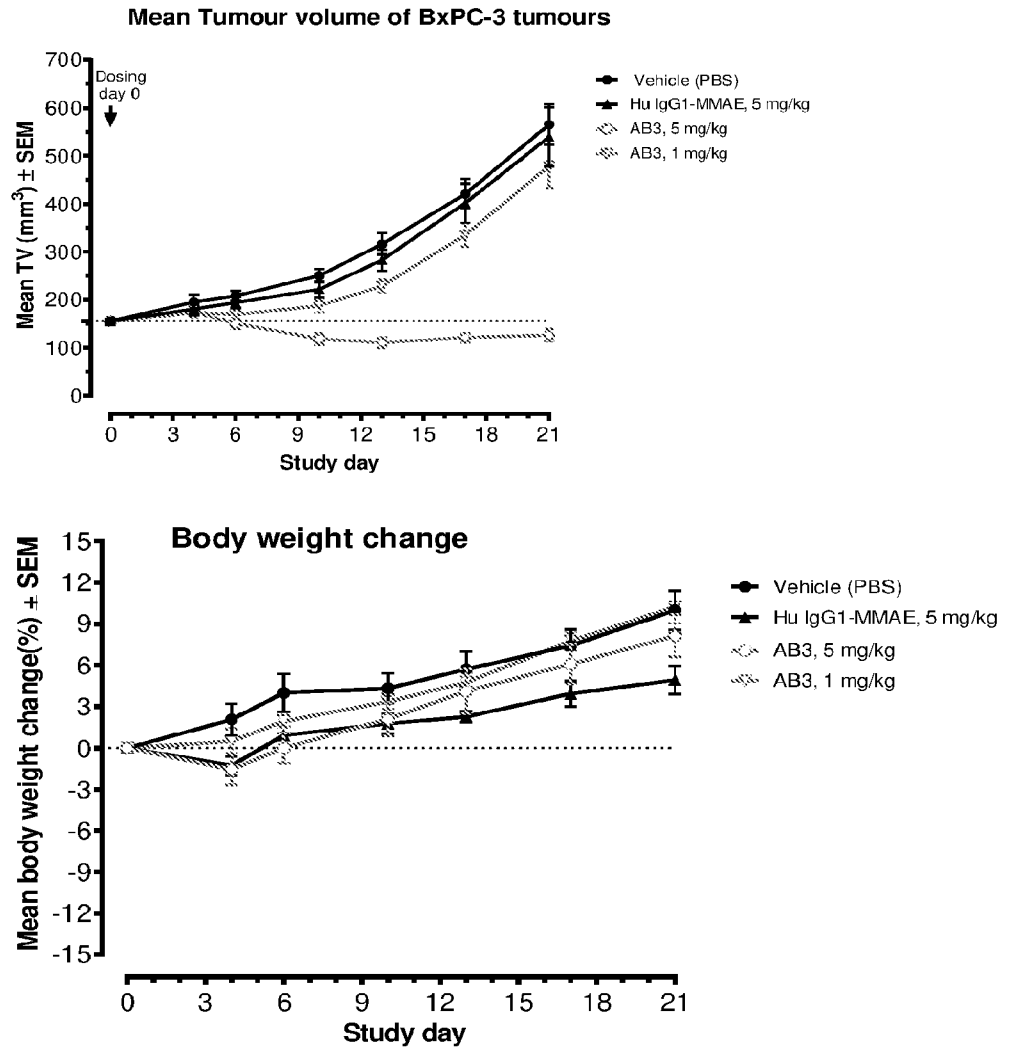 Mean Tumour volume of BxPC-3 tumours
Mean TV (mm³) ± SEM
700
600
500
400
300
200
100
0
Dosing
day 0
Vehicle (PBS)
Hu IgG1-MMAE, 5 mg/kg
AB3, 5 mg/kg
AB3, 1 mg/kg
0 3 6 9 12 15 18 21
Study day
Body weight change
Mean body weight change(%) ± SEM
15
12
9
6
3
0
-3
-6
-9
-12
-15
Vehicle (PBS)
Hu IgG1-MMAE, 5 mg/kg
AB3, 5 mg/kg
AB3, 1 mg/kg
0 3 6 9 12 15 18 21
Study day